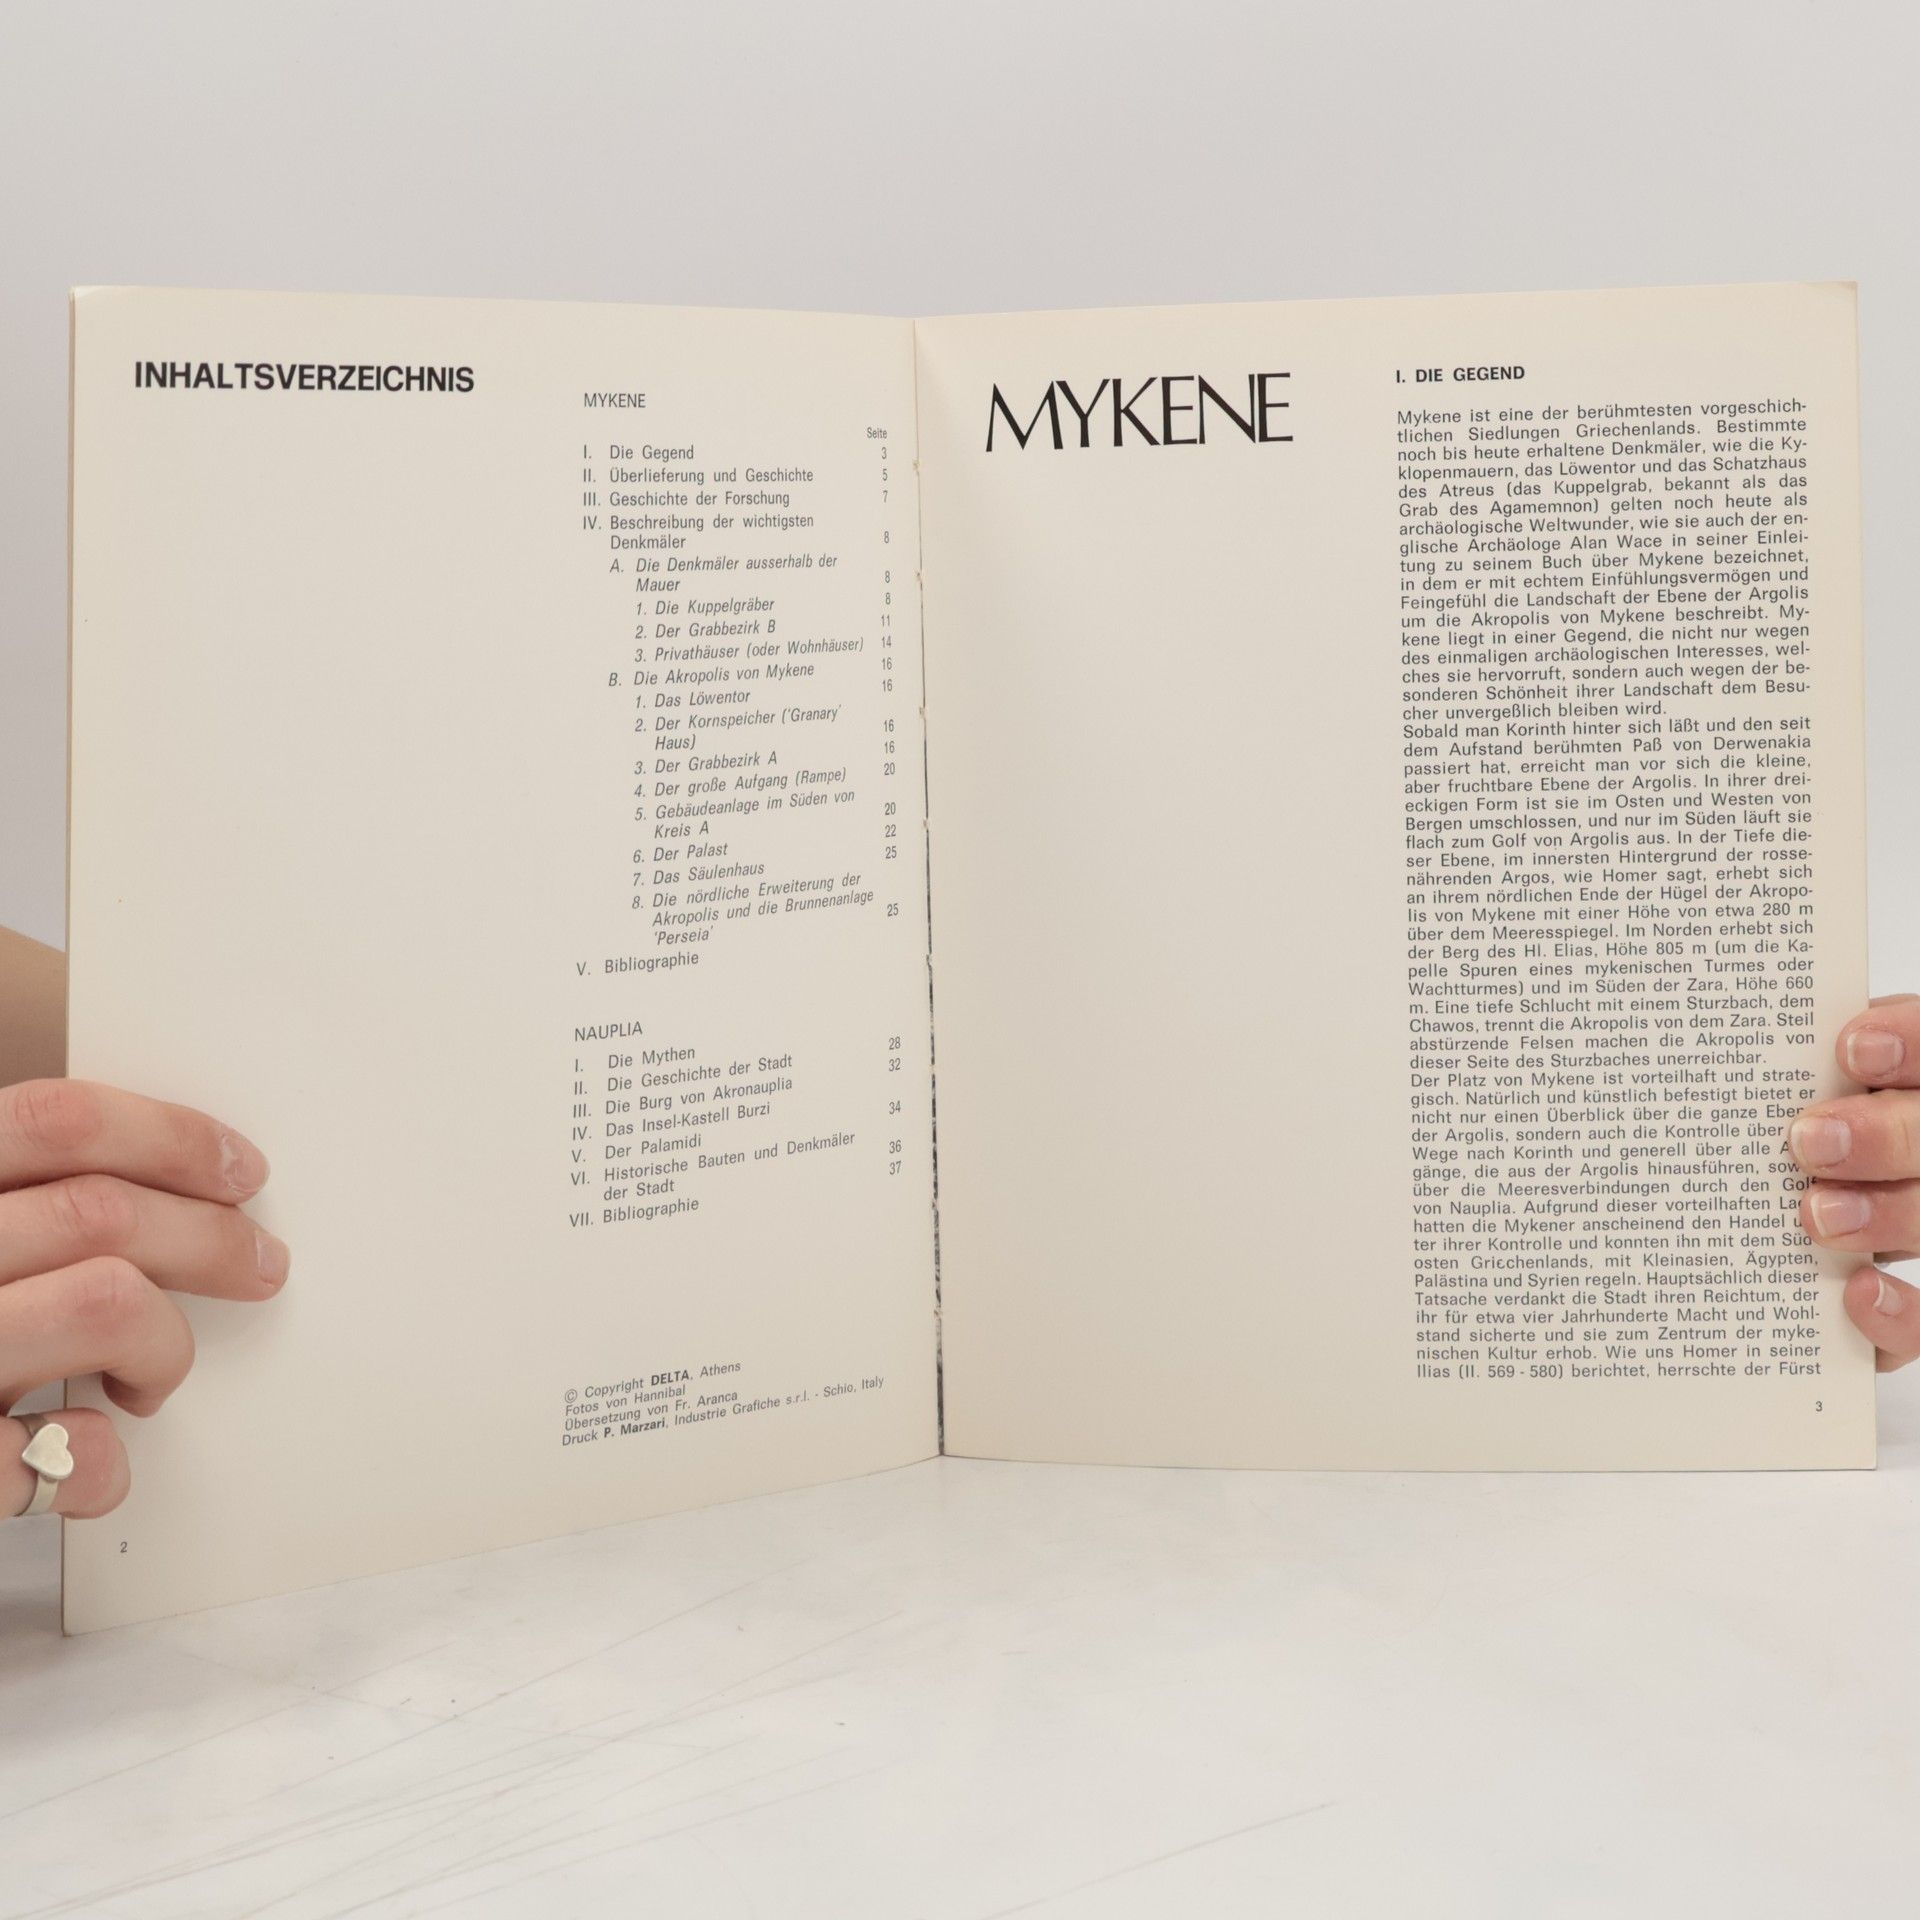 INHALTSVERZEICHNIS
MYKENE
Seite
I. Die Gegend 3
II. Überlieferung und Geschichte 5
III. Geschichte der Forschung 7
IV. Beschreibung der wichtigsten
Denkmäler 8
A. Die Denkmäler ausserhalb der
Mauer 8
1. Die Kuppelgräber 8
2. Der Grabbezirk B 11
3. Privathäuser (oder Wohnhäuser) 14
B. Die Akropolis von Mykene 16
1. Das Löwentor 16
2. Der Kornspeicher ('Granary'
Haus) 16
3. Der Grabbezirk A 16
4. Der große Aufgang (Rampe) 20
5. Gebäudeanlage im Süden von
Kreis A 20
6. Der Palast 22
7. Das Säulenhaus 25
8. Die nördliche Erweiterung der
Akropolis und die Brunnenanlage
'Perseia' 25
V. Bibliographie
NAUPLIA
I. Die Mythen 28
II. Die Geschichte der Stadt 32
III. Die Burg von Akronauplia
IV. Das Insel-Kastell Burzi 34
V. Der Palamidi
VI. Historische Bauten und Denkmäler 36
der Stadt 37
VII. Bibliographie
© Copyright DELTA, Athens
Fotos von Hannibal
Übersetzung von Fr. Aranca
Druck P. Marzari, Industrie Grafiche s.r.l. - Schio, Italy
2
MYKENE
I. DIE GEGEND
Mykene ist eine der berühmtesten vorgeschich-
tlichen Siedlungen Griechenlands. Bestimmte
noch bis heute erhaltene Denkmäler, wie die Ky-
klopenmauern, das Löwentor und das Schatzhaus
des Atreus (das Kuppelgrab, bekannt als das
Grab des Agamemnon) gelten noch heute als
archäologische Weltwunder, wie sie auch der en-
glische Archäologe Alan Wace in seiner Einlei-
tung zu seinem Buch über Mykene bezeichnet,
in dem er mit echtem Einfühlungsvermögen und
Feingefühl die Landschaft der Ebene der Argolis
um die Akropolis von Mykene beschreibt. My-
kene liegt in einer Gegend, die nicht nur wegen
des einmaligen archäologischen Interesses, wel-
ches sie hervorruft, sondern auch wegen der be-
sonderen Schönheit ihrer Landschaft dem Besu-
cher unvergeßlich bleiben wird.
Sobald man Korinth hinter sich läßt und den seit
dem Aufstand berühmten Paß von Derwenakia
passiert hat, erreicht man vor sich die kleine,
aber fruchtbare Ebene der Argolis. In ihrer drei-
eckigen Form ist sie im Osten und Westen von
Bergen umschlossen, und nur im Süden läuft sie
flach zum Golf von Argolis aus. In der Tiefe die-
ser Ebene, im innersten Hintergrund der rosse-
nährenden Argos, wie Homer sagt, erhebt sich
an ihrem nördlichen Ende der Hügel der Akropo-
lis von Mykene mit einer Höhe von etwa 280 m
über dem Meeresspiegel. Im Norden erhebt sich
der Berg des Hl. Elias, Höhe 805 m (um die Ka-
pelle Spuren eines mykenischen Turmes oder
Wachtturmes) und im Süden der Zara, Höhe 660
m. Eine tiefe Schlucht mit einem Sturzbach, dem
Chawos, trennt die Akropolis von dem Zara. Steil
abstürzende Felsen machen die Akropolis von
dieser Seite des Sturzbaches unerreichbar.
Der Platz von Mykene ist vorteilhaft und strate-
gisch. Natürlich und künstlich befestigt bietet er
nicht nur einen Überblick über die ganze Eben
der Argolis, sondern auch die Kontrolle über
Wege nach Korinth und generell über alle
gänge, die aus der Argolis hinausführen, sow
über die Meeresverbindungen durch den Golf
von Nauplia. Aufgrund dieser vorteilhaften La
hatten die Mykener anscheinend den Handel u
ter ihrer Kontrolle und konnten ihn mit dem Süd
osten Griechenlands, mit Kleinasien, Ägypten,
Palästina und Syrien regeln. Hauptsächlich dieser
Tatsache verdankt die Stadt ihren Reichtum, der
ihr für etwa vier Jahrhunderte Macht und Wohl-
stand sicherte und sie zum Zentrum der myke-
nischen Kultur erhob. Wie uns Homer in seiner
Ilias (II. 569 - 580) berichtet, herrschte der Fürst
3